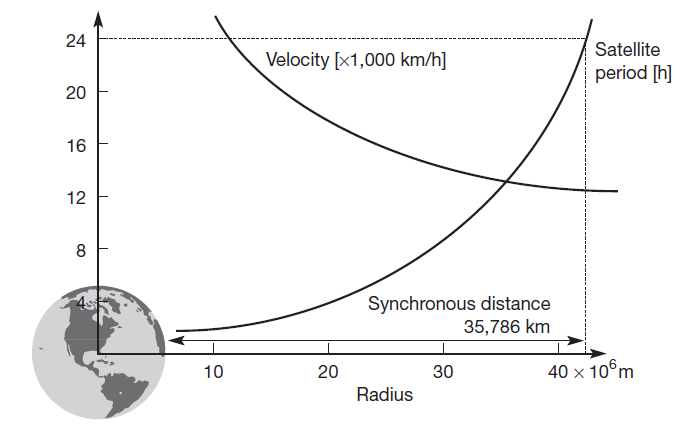 24
20
16
12
8
4
Velocity [×1,000 km/h]
Satellite
period [h]
Synchronous distance
35,786 km
10
20
30
40 × 10⁶m
Radius